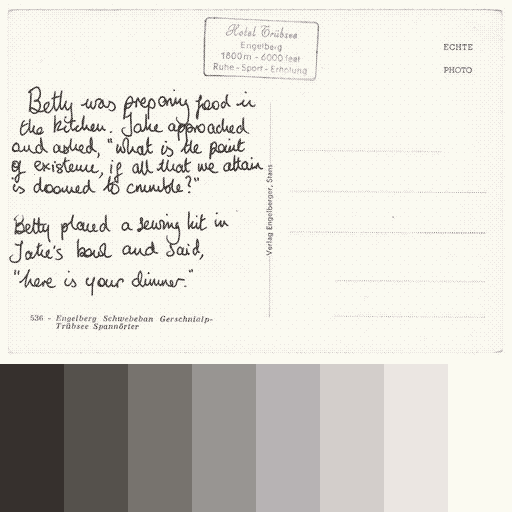 Hotel Trübsee
Engelberg
1800 m - 6000 feet
Ruhe - Sport - Erholung
ECHTE
PHOTO
Betty was preparing food in
the kitchen. Jake approached
and asked, "what is the point
of existence, if all that we attain
is doomed to crumble?"
Betty placed a sewing kit in
Jake's bowl and said,
"here is your dinner."
Verlag Engelberger, Stans
536 - Engelberg Schwebeban Gerschnialp-
Trübsee Spannörter